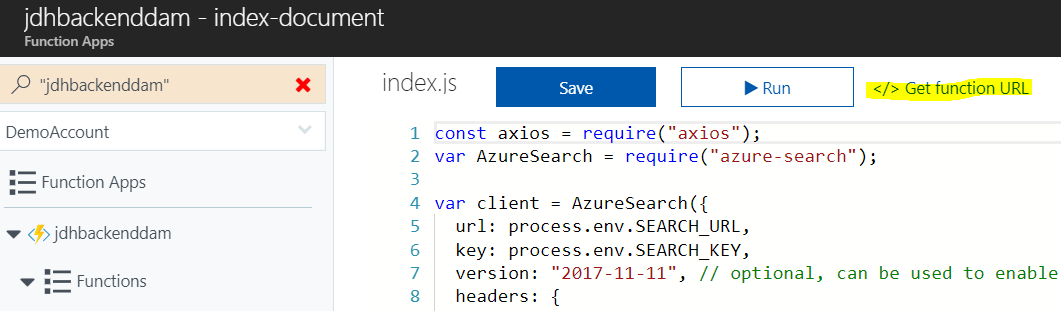 jdhbackenddam - index-document
Function Apps
"jdhbackenddam"
DemoAccount
Function Apps
jdhbackenddam
Functions
index.js
Save
Run
</> Get function URL
1 const axios = require("axios");
2 var AzureSearch = require("azure-search");
3
4 var client = AzureSearch({
5 url: process.env.SEARCH_URL,
6 key: process.env.SEARCH_KEY,
7 version: "2017-11-11", // optional, can be used to enable
8 headers: {